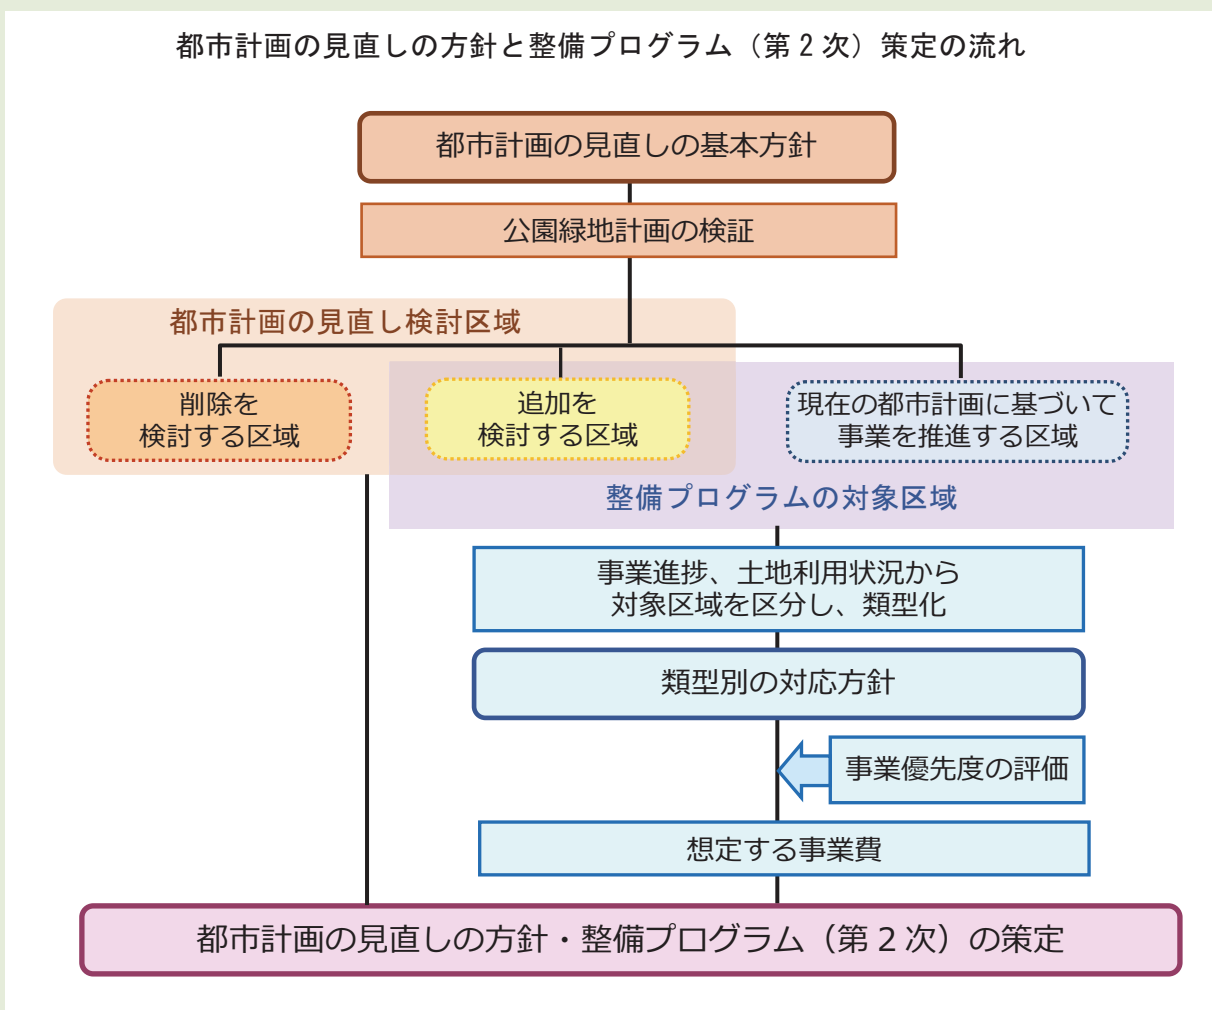 都市計画の見直しの方針と整備プログラム（第２次）策定の流れ
都市計画の見直しの基本方針
公園緑地計画の検証
都市計画の見直し検討区域
削除を
検討する区域
追加を
検討する区域
現在の都市計画に基づいて
事業を推進する区域
整備プログラムの対象区域
事業進捗、土地利用状況から
対象区域を区分し、類型化
類型別の対応方針
事業優先度の評価
想定する事業費
都市計画の見直しの方針・整備プログラム（第２次）の策定